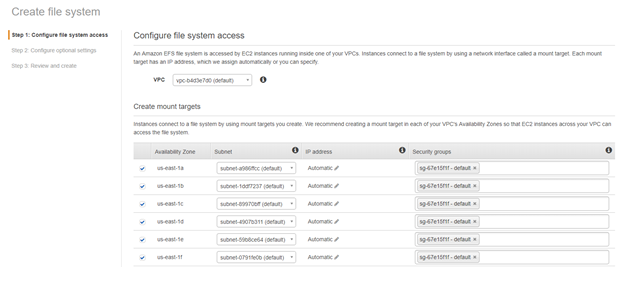 Create file system
Step 1: Configure file system access
Step 2: Configure optional settings
Step 3: Review and create
Configure file system access
An Amazon EFS file system is accessed by EC2 instances running inside one of your VPCs. Instances connect to a file system by using a network interface called a mount target. Each mount
target has an IP address, which we assign automatically or you can specify.
VPC vpc-b4d3e7d0 (default)
Create mount targets
Instances connect to a file system by using mount targets you create. We recommend creating a mount target in each of your VPC's Availability Zones so that EC2 instances across your VPC can
access the file system.
Availability Zone Subnet IP address Security groups
us-east-1a subnet-a986ffcc (default) Automatic sg-67e15f1f - default ×
us-east-1b subnet-1ddf7237 (default) Automatic sg-67e15f1f - default ×
us-east-1c subnet-89970bff (default) Automatic sg-67e15f1f - default ×
us-east-1d subnet-4907b311 (default) Automatic sg-67e15f1f - default ×
us-east-1e subnet-59b8ce64 (default) Automatic sg-67e15f1f - default ×
us-east-1f subnet-0791fe0b (default) Automatic sg-67e15f1f - default ×